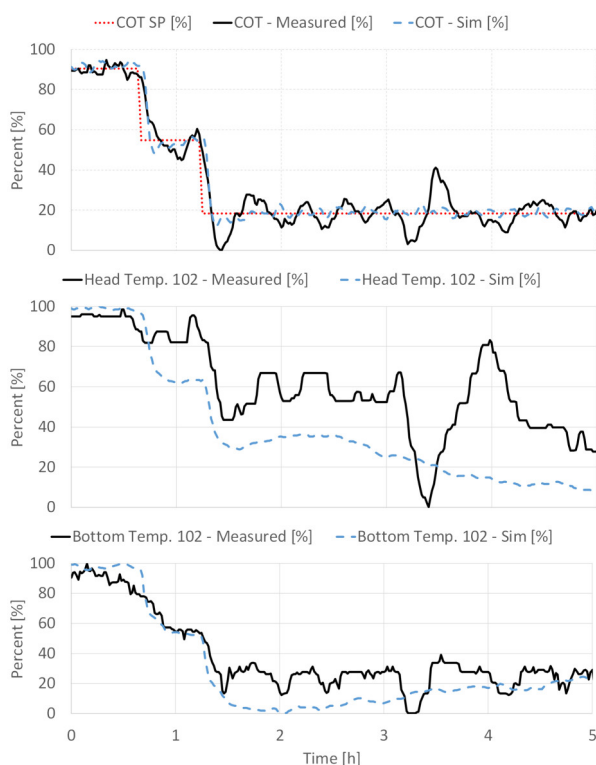 COT SP [%] COT - Measured [%] COT - Sim [%]
100
80
60
40
20
0
Percent [%]
Head Temp. 102 - Measured [%] Head Temp. 102 - Sim [%]
100
80
60
40
20
0
Percent [%]
Bottom Temp. 102 - Measured [%] Bottom Temp. 102 - Sim [%]
100
80
60
40
20
0
Percent [%]
0 1 2 3 4 5
Time [h]